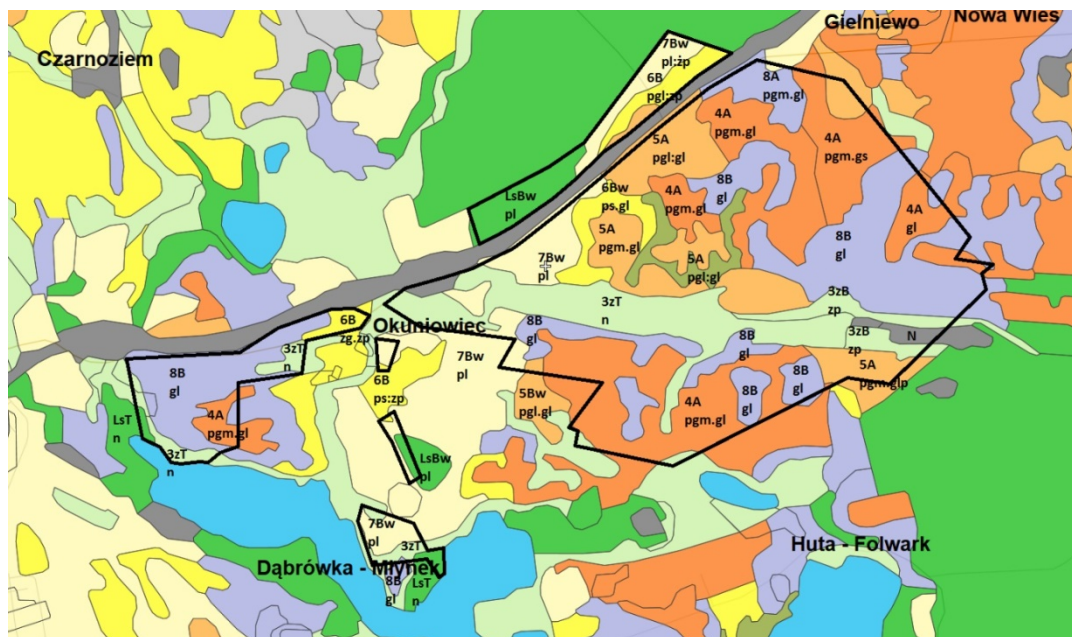 Gielniewo
Nowa Wieś
Czarnoziem
7Bw
pl:żp
6B
pgl:zp
8A
pgm.gl
4A
pgm.gl
4A
pgm.gs
5A
pgl:gl
8B
gl
6Bw
ps.gl
4A
pgm.gl
LsBw
pl
4A
gl
5A
pgm.gl
8B
gl
7Bw
pl
5A
pgl:gl
3zT
n
3zB
zp
6B
zg.żp
Okuniowiec
8B
gl
3zB
zp
N
3zT
n
7Bw
pl
8B
gl
8B
gl
5A
pgm.glp
8B
gl
6B
ps:zp
5Bw
pgl.gl
8B
gl
4A
pgm.gl
4A
pgm.gl
LsT
n
3zT
n
LsBw
pl
7Bw
pl
3zT
Huta - Folwark
Dąbrówka - Młynek
8B
gl
LsT
n